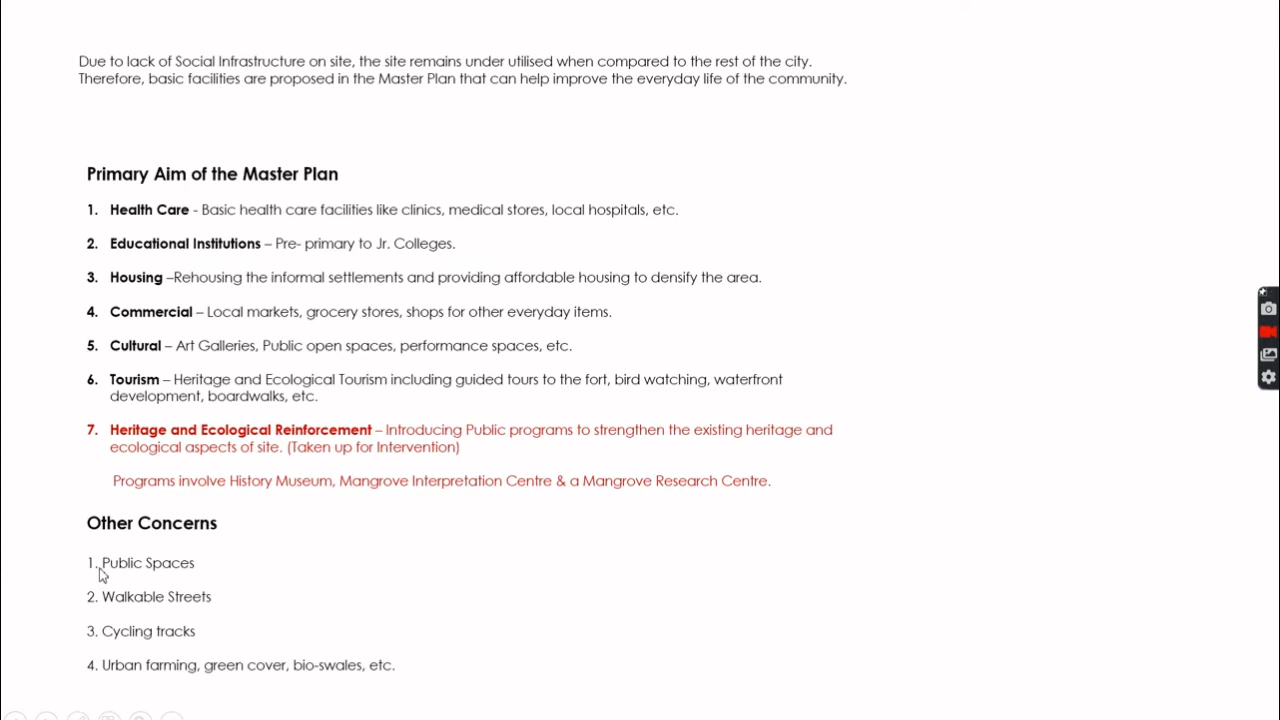 Due to lack of Social Infrastructure on site, the site remains under utilised when compared to the rest of the city.
Therefore, basic facilities are proposed in the Master Plan that can help improve the everyday life of the community.
Primary Aim of the Master Plan
1. Health Care - Basic health care facilities like clinics, medical stores, local hospitals, etc.
2. Educational Institutions – Pre- primary to Jr. Colleges.
3. Housing –Rehousing the informal settlements and providing affordable housing to densify the area.
4. Commercial – Local markets, grocery stores, shops for other everyday items.
5. Cultural – Art Galleries, Public open spaces, performance spaces, etc.
6. Tourism – Heritage and Ecological Tourism including guided tours to the fort, bird watching, waterfront
development, boardwalks, etc.
7. Heritage and Ecological Reinforcement – Introducing Public programs to strengthen the existing heritage and
ecological aspects of site. (Taken up for Intervention)
Programs involve History Museum, Mangrove Interpretation Centre & a Mangrove Research Centre.
Other Concerns
1. Public Spaces
2. Walkable Streets
3. Cycling tracks
4. Urban farming, green cover, bio-swales, etc.